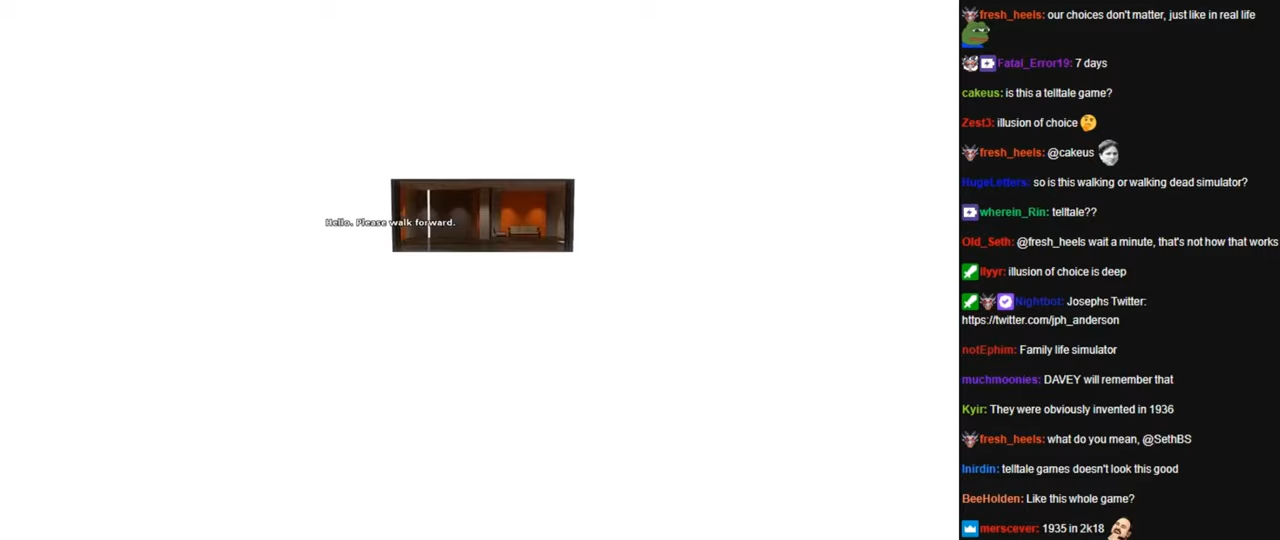 Hello. Please walk forward.
fresh_heels: our choices don't matter, just like in real life
Fatal_Error19: 7 days
cakeus: is this a telltale game?
Zest3: illusion of choice
fresh_heels: @cakeus
HugeLetters: so is this walking or walking dead simulator?
wherein_Rin: telltale??
Old_Seth: @fresh_heels wait a minute, that's not how that works
llyyr: illusion of choice is deep
Nightbot: Josephs Twitter:
https://twitter.com/jph_anderson
notEphim: Family life simulator
muchmoonies: DAVEY will remember that
Kyir: They were obviously invented in 1936
fresh_heels: what do you mean, @SethBS
Inirdin: telltale games doesn't look this good
BeeHolden: Like this whole game?
merscever: 1935 in 2k18